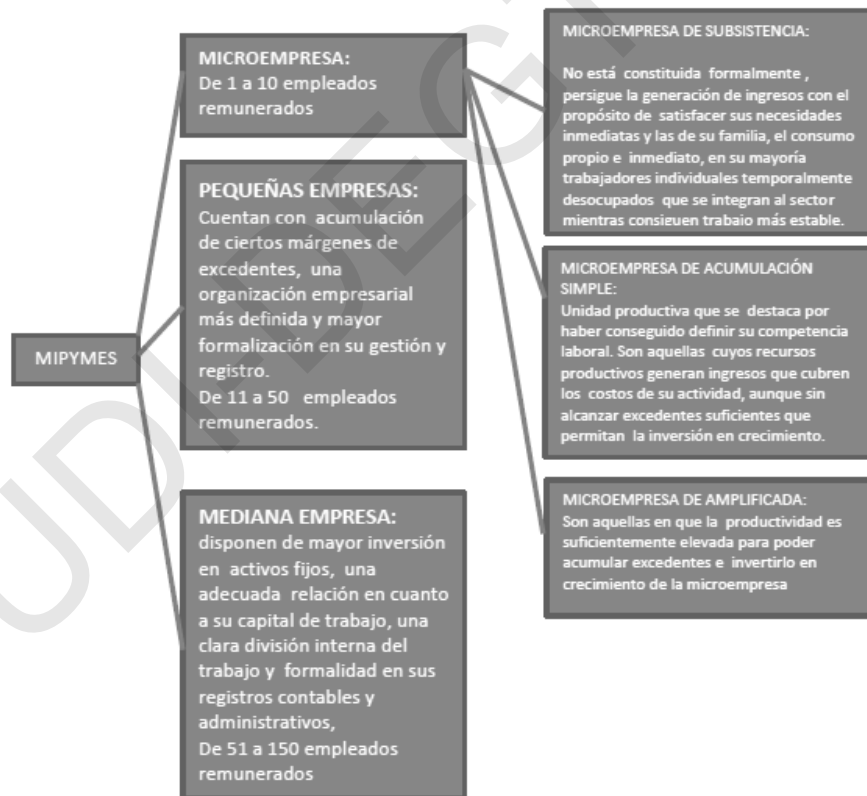 MIPYMES
MICROEMPRESA:
De 1 a 10 empleados
remunerados
PEQUEÑAS EMPRESAS:
Cuentan con acumulación
de ciertos márgenes de
excedentes, una
organización empresarial
más definida y mayor
formalización en su gestión y
registro.
De 11 a 50 empleados
remunerados.
MEDIANA EMPRESA:
disponen de mayor inversión
en activos fijos, una
adecuada relación en cuanto
a su capital de trabajo, una
clara división interna del
trabajo y formalidad en sus
registros contables y
administrativos,
De 51 a 150 empleados
remunerados
MICROEMPRESA DE SUBSISTENCIA:
No está constituida formalmente ,
persigue la generación de ingresos con el
propósito de satisfacer sus necesidades
inmediatas y las de su familia, el consumo
propio e inmediato, en su mayoría
trabajadores individuales temporalmente
desocupados que se integran al sector
mientras consiguen trabajo más estable.
MICROEMPRESA DE ACUMULACIÓN
SIMPLE:
Unidad productiva que se destaca por
haber conseguido definir su competencia
laboral. Son aquellas cuyos recursos
productivos generan ingresos que cubren
los costos de su actividad, aunque sin
alcanzar excedentes suficientes que
permitan la inversión en crecimiento.
MICROEMPRESA DE AMPLIFICADA:
Son aquellas en que la productividad es
suficientemente elevada para poder
acumular excedentes e invertirlo en
crecimiento de la microempresa
UDI-DEGT